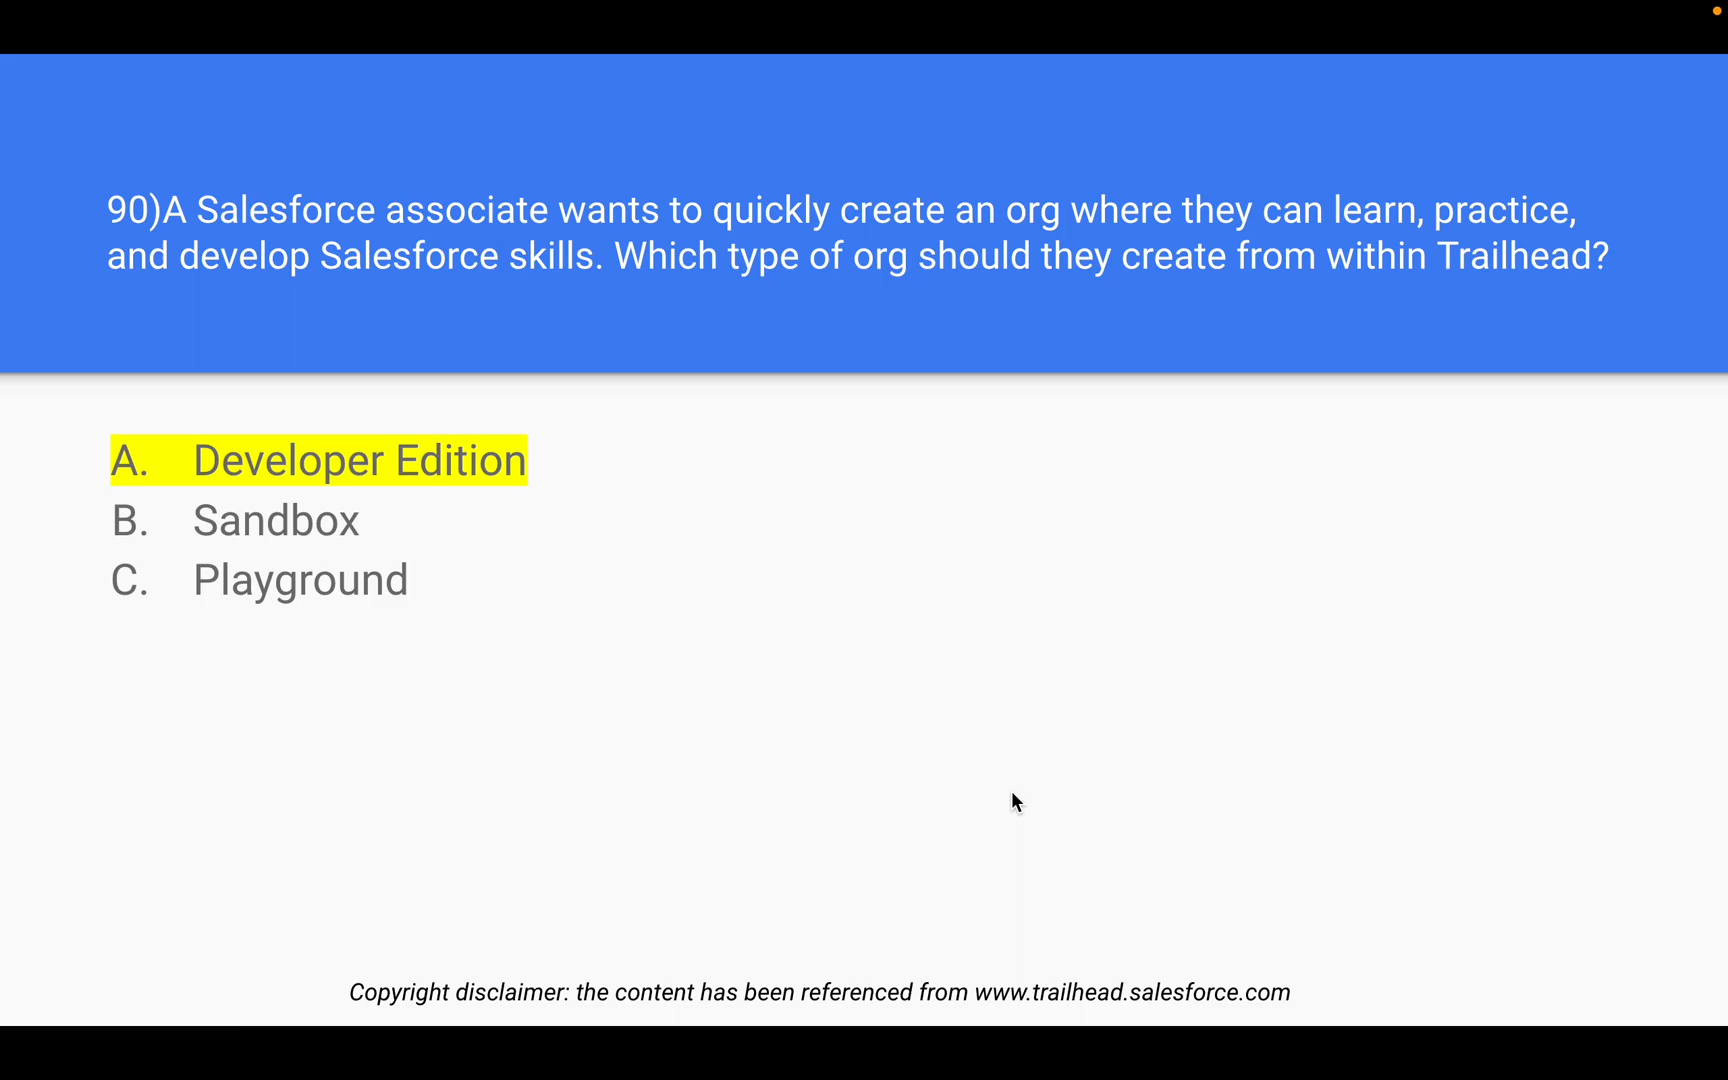 90)A Salesforce associate wants to quickly create an org where they can learn, practice,
and develop Salesforce skills. Which type of org should they create from within Trailhead?
A. Developer Edition
B. Sandbox
C. Playground
Copyright disclaimer: the content has been referenced from www.trailhead.salesforce.com